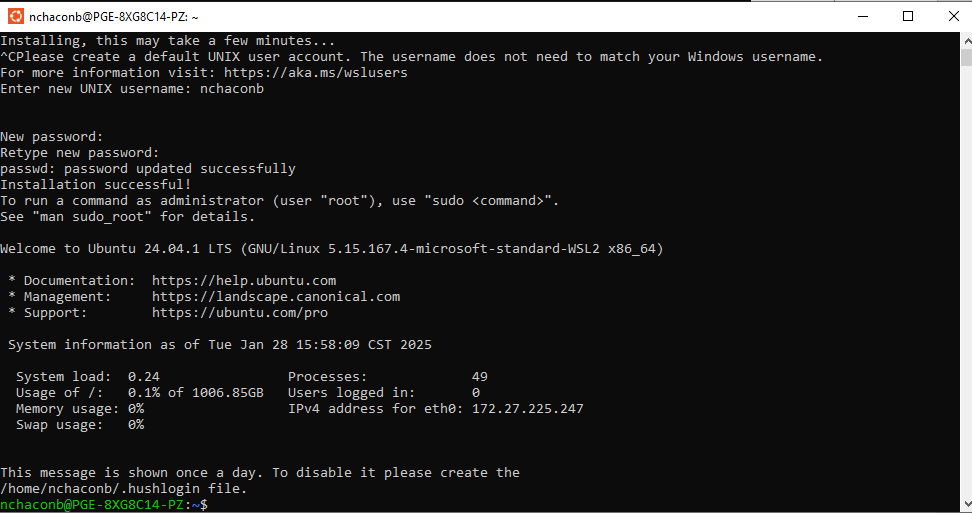 nchaconb@PGE-8XG8C14-PZ: ~
Installing, this may take a few minutes...
^CPlease create a default UNIX user account. The username does not need to match your Windows username.
For more information visit: https://aka.ms/wslusers
Enter new UNIX username: nchaconb
New password:
Retype new password:
passwd: password updated successfully
Installation successful!
To run a command as administrator (user "root"), use "sudo <command>".
See "man sudo_root" for details.
Welcome to Ubuntu 24.04.1 LTS (GNU/Linux 5.15.167.4-microsoft-standard-WSL2 x86_64)
* Documentation:  https://help.ubuntu.com
* Management:     https://landscape.canonical.com
* Support:        https://ubuntu.com/pro
System information as of Tue Jan 28 15:58:09 CST 2025
System load:  0.24                Processes:             49
Usage of /:   0.1% of 1006.85GB   Users logged in:       0
Memory usage: 0%                  IPv4 address for eth0: 172.27.225.247
Swap usage:   0%
This message is shown once a day. To disable it please create the
/home/nchaconb/.hushlogin file.
nchaconb@PGE-8XG8C14-PZ:~$